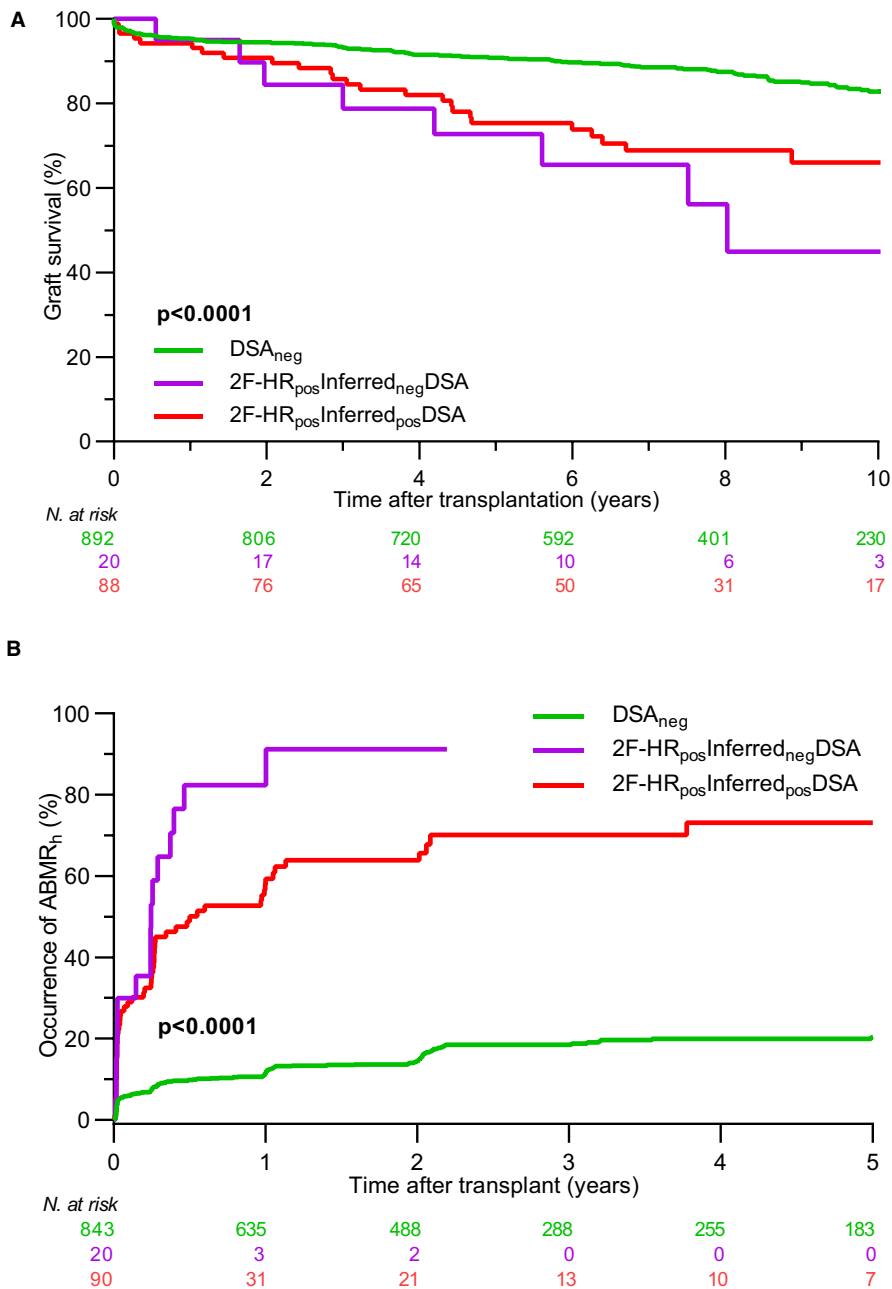 A
100
80
60
40
20
0
Graft survival (%)
p<0.0001
DSAneg
2F-HRposInferrednegDSA
2F-HRposInferredposDSA
0 2 4 6 8 10
Time after transplantation (years)
N. at risk
892 806 720 592 401 230
20 17 14 10 6 3
88 76 65 50 31 17
B
100
80
60
40
20
0
Occurrence of ABMRh (%)
DSAneg
2F-HRposInferrednegDSA
2F-HRposInferredposDSA
p<0.0001
0 1 2 3 4 5
Time after transplant (years)
N. at risk
843 635 488 288 255 183
20 3 2 0 0 0
90 31 21 13 10 7